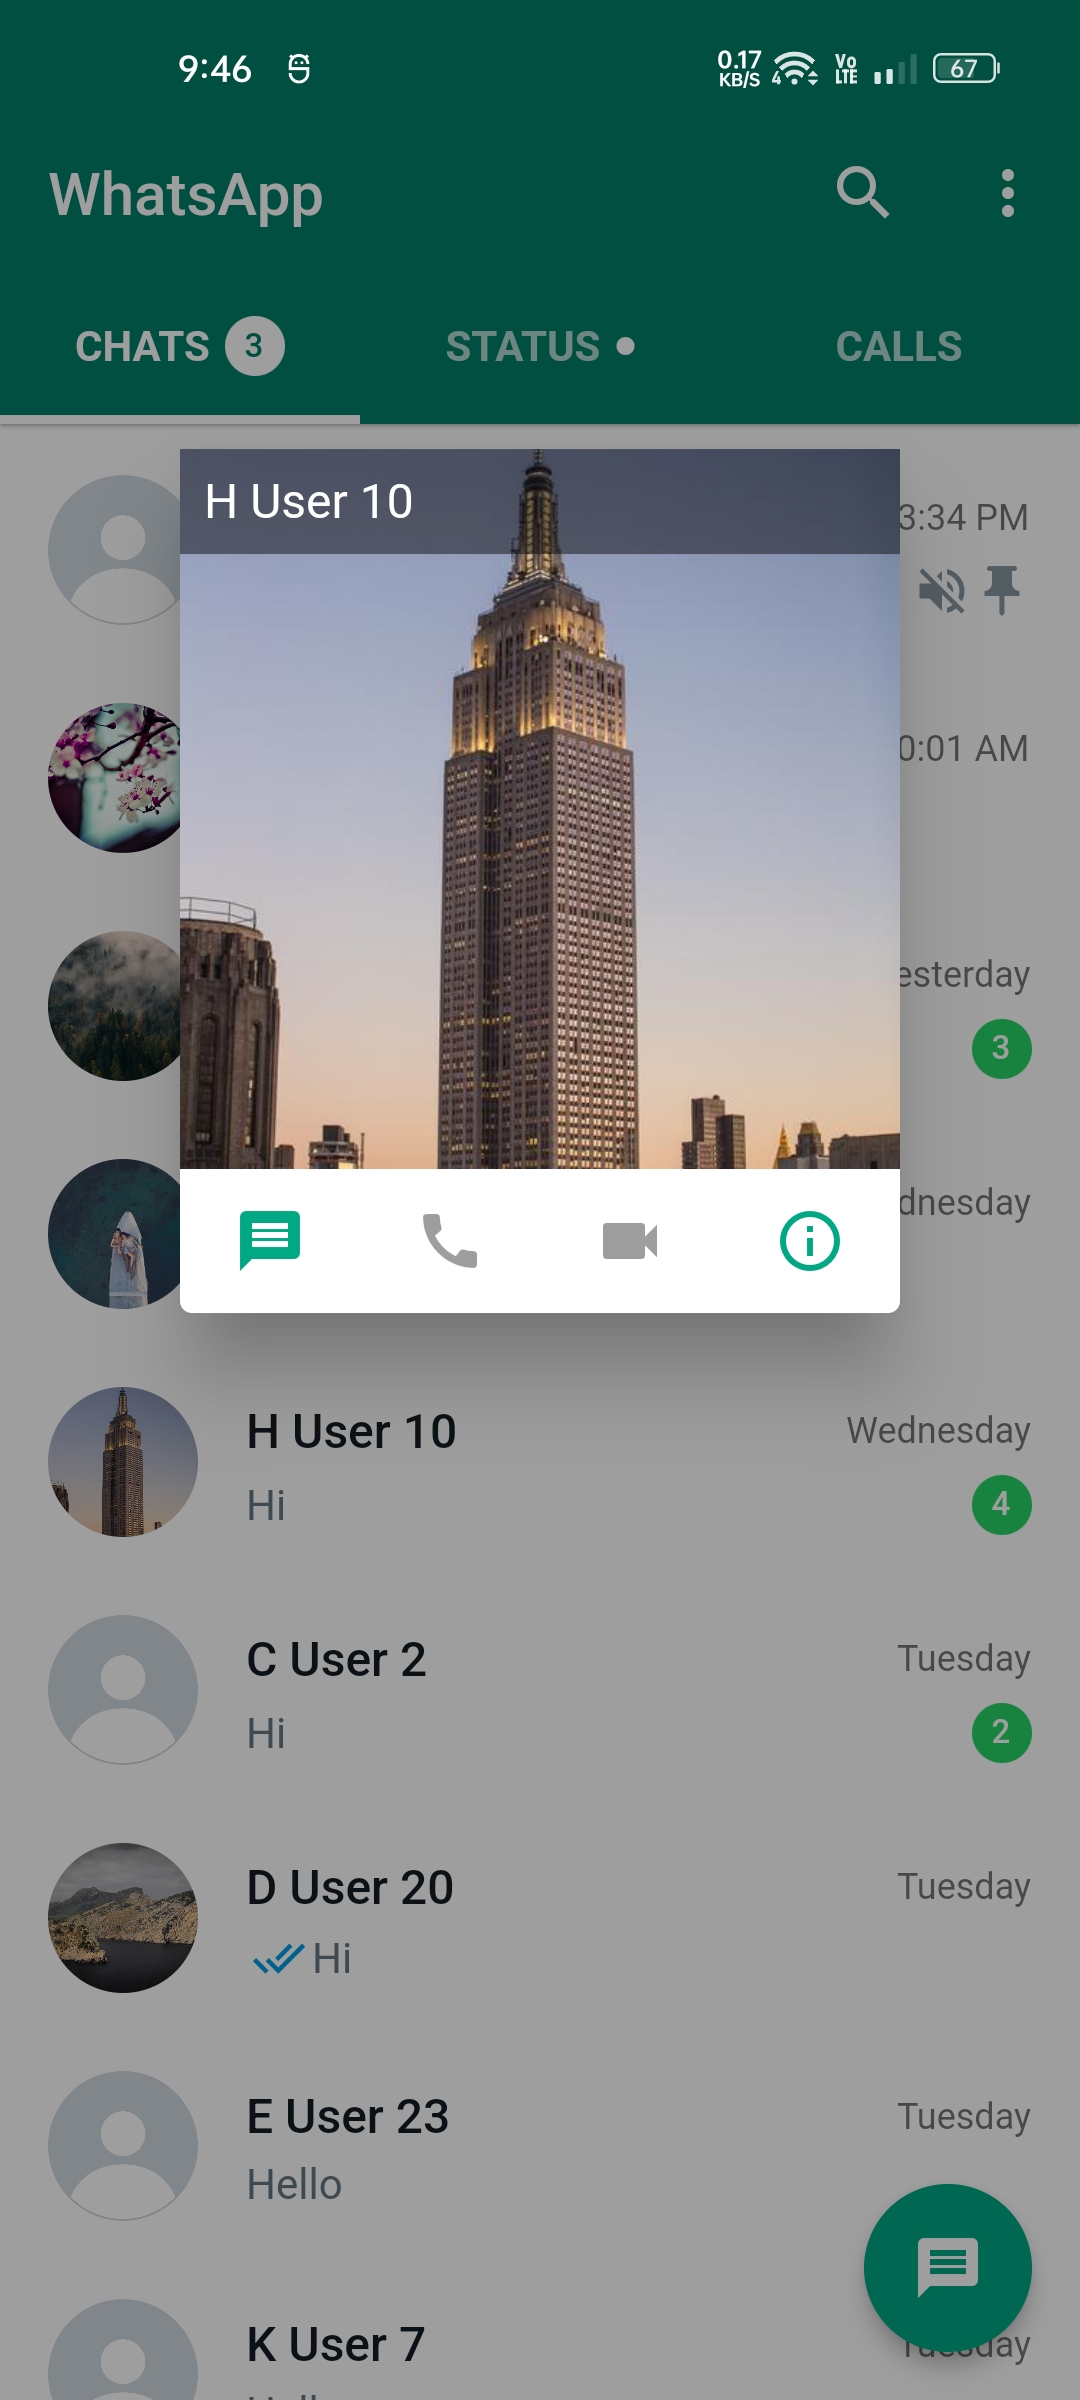 9:46
0.17
KB/S
4
Vo
LTE
67
WhatsApp
CHATS 3
STATUS
CALLS
H User 10
3:34 PM
0:01 AM
esterday
3
dnesday
H User 10
Wednesday
Hi
4
C User 2
Tuesday
Hi
2
D User 20
Tuesday
Hi
E User 23
Tuesday
Hello
K User 7